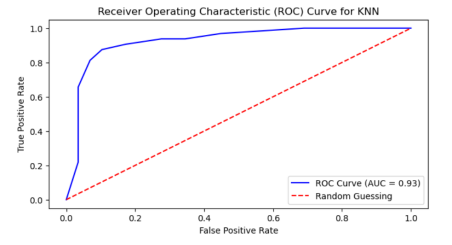 Receiver Operating Characteristic (ROC) Curve for KNN
1.0
0.8
0.6
0.4
0.2
0.0
True Positive Rate
ROC Curve (AUC = 0.93)
Random Guessing
0.0 0.2 0.4 0.6 0.8 1.0
False Positive Rate